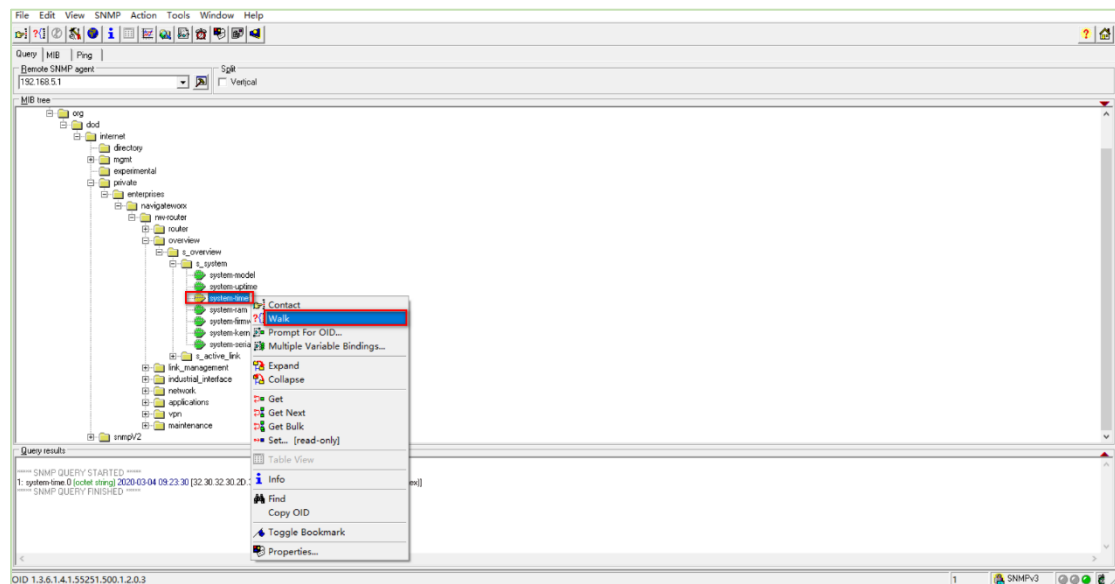 File Edit View SNMP Action Tools Window Help
Query MIB Ping
Remote SNMP agent Split
192.168.5.1 Vertical
MIB tree
org
dod
internet
directory
mgmt
experimental
private
enterprises
navigateworx
nw-router
router
overview
s_overview
s_system
system-model
system-uptime
system-time
system-ram
system-firmw
system-kern
system-seria
s_active_link
link_management
industrial_interface
network
applications
vpn
maintenance
snmpV2
Contact
Walk
Prompt For OID...
Multiple Variable Bindings...
Expand
Collapse
Get
Get Next
Get Bulk
Set... [read-only]
Table View
Info
Find
Copy OID
Toggle Bookmark
Properties...
Query results
***** SNMP QUERY STARTED *****
1: system-time.0 (octet string) 2020-03-04 09:23:30 [32.30.32.30.2D. ex)]
***** SNMP QUERY FINISHED *****
OID 1.3.6.1.4.1.55251.500.1.2.0.3 1 SNMPv3